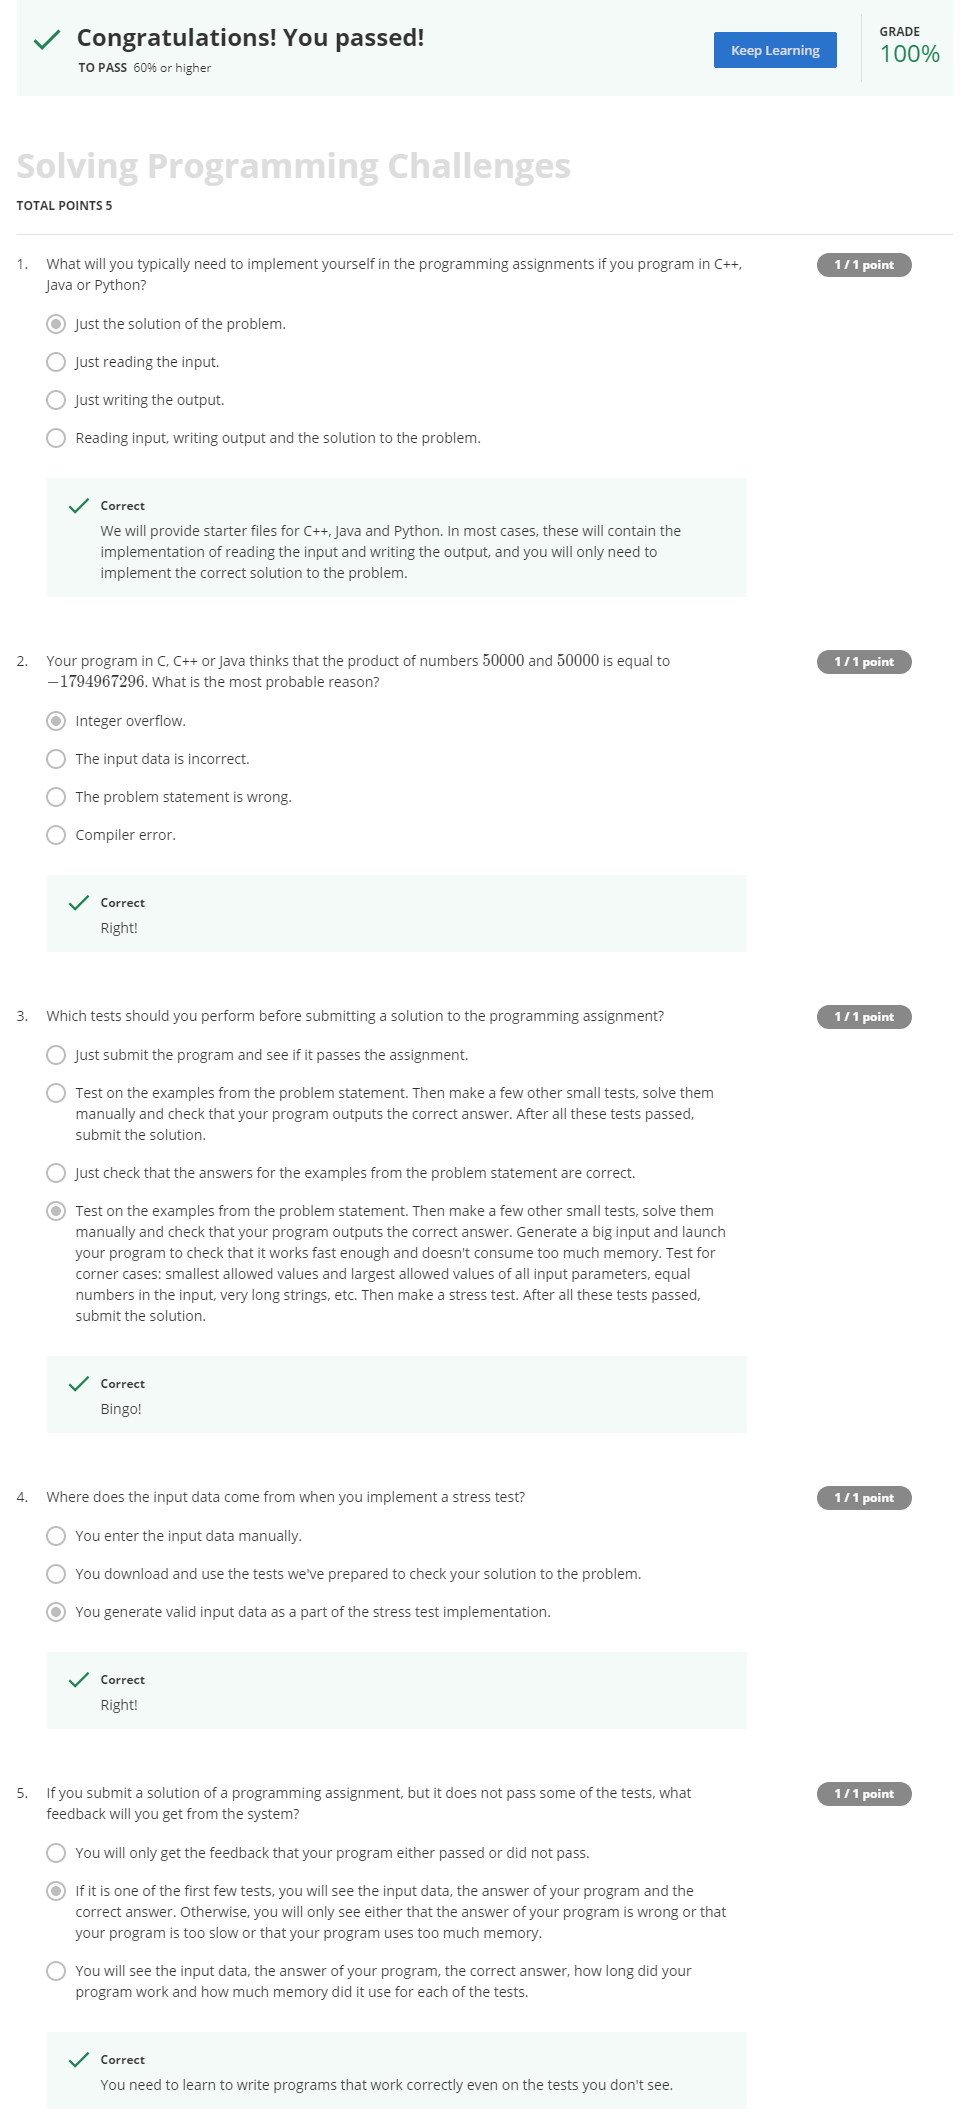 Congratulations! You passed!
TO PASS 60% or higher
Keep Learning
GRADE
100%
Solving Programming Challenges
TOTAL POINTS 5
1. What will you typically need to implement yourself in the programming assignments if you program in C++,
Java or Python?
1 / 1 point
Just the solution of the problem.
Just reading the input.
Just writing the output.
Reading input, writing output and the solution to the problem.
Correct
We will provide starter files for C++, Java and Python. In most cases, these will contain the
implementation of reading the input and writing the output, and you will only need to
implement the correct solution to the problem.
2. Your program in C, C++ or Java thinks that the product of numbers 50000 and 50000 is equal to
−1794967296. What is the most probable reason?
1 / 1 point
Integer overflow.
The input data is incorrect.
The problem statement is wrong.
Compiler error.
Correct
Right!
3. Which tests should you perform before submitting a solution to the programming assignment?
1 / 1 point
Just submit the program and see if it passes the assignment.
Test on the examples from the problem statement. Then make a few other small tests, solve them
manually and check that your program outputs the correct answer. After all these tests passed,
submit the solution.
Just check that the answers for the examples from the problem statement are correct.
Test on the examples from the problem statement. Then make a few other small tests, solve them
manually and check that your program outputs the correct answer. Generate a big input and launch
your program to check that it works fast enough and doesn't consume too much memory. Test for
corner cases: smallest allowed values and largest allowed values of all input parameters, equal
numbers in the input, very long strings, etc. Then make a stress test. After all these tests passed,
submit the solution.
Correct
Bingo!
4. Where does the input data come from when you implement a stress test?
1 / 1 point
You enter the input data manually.
You download and use the tests we've prepared to check your solution to the problem.
You generate valid input data as a part of the stress test implementation.
Correct
Right!
5. If you submit a solution of a programming assignment, but it does not pass some of the tests, what
feedback will you get from the system?
1 / 1 point
You will only get the feedback that your program either passed or did not pass.
If it is one of the first few tests, you will see the input data, the answer of your program and the
correct answer. Otherwise, you will only see either that the answer of your program is wrong or that
your program is too slow or that your program uses too much memory.
You will see the input data, the answer of your program, the correct answer, how long did your
program work and how much memory did it use for each of the tests.
Correct
You need to learn to write programs that work correctly even on the tests you don't see.